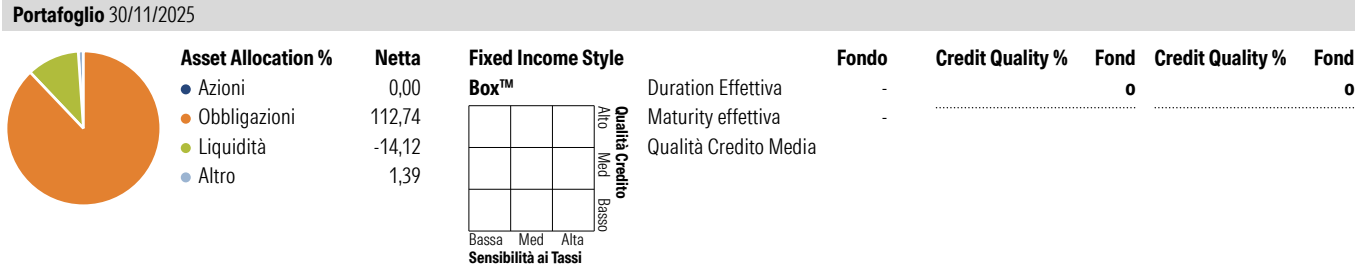 Portafoglio 30/11/2025
Asset Allocation % Netta
Azioni 0,00
Obbligazioni 112,74
Liquidità -14,12
Altro 1,39
Fixed Income Style
Box™
Alto Med Basso
Qualità Credito
Bassa Med Alta
Sensibilità ai Tassi
Fondo
Duration Effettiva -
Maturity effettiva -
Qualità Credito Media
Credit Quality % Fond
o
Credit Quality % Fond
o